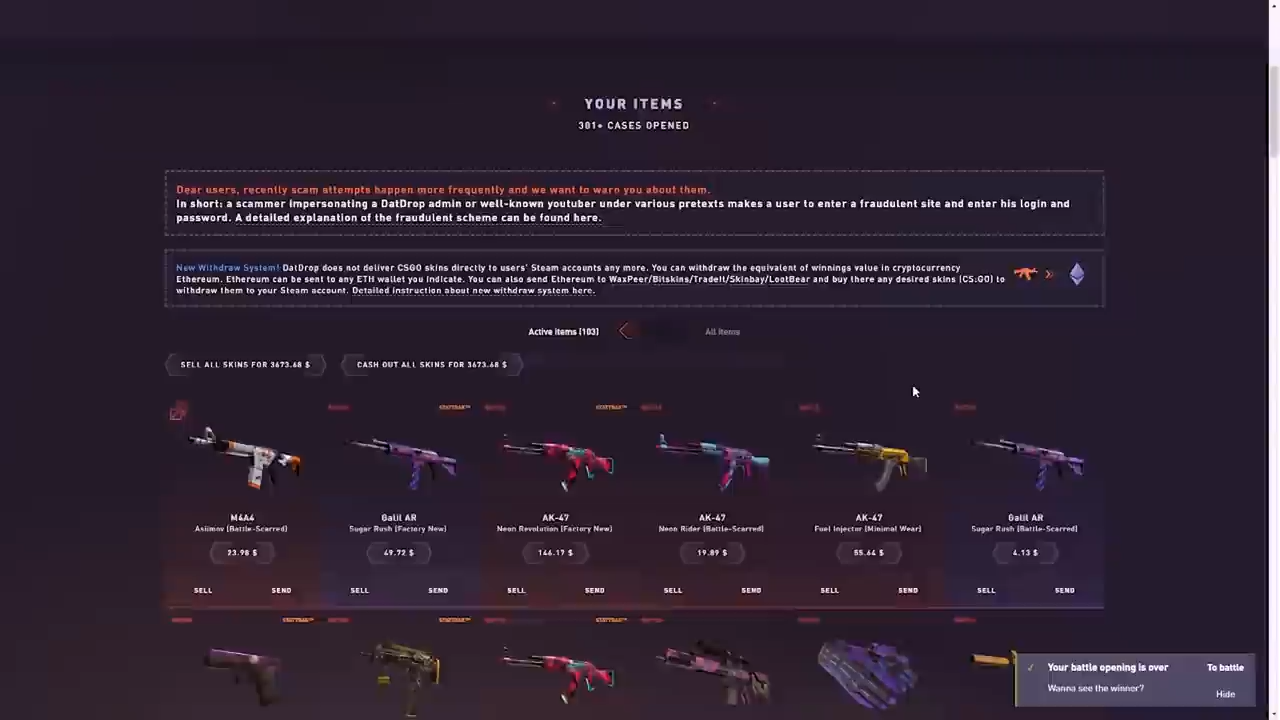 YOUR ITEMS
301+ CASES OPENED
Dear users, recently scam attempts happen more frequently and we want to warn you about them.
In short: a scammer impersonating a DatDrop admin or well-known youtuber under various pretexts makes a user to enter a fraudulent site and enter his login and
password. A detailed explanation of the fraudulent scheme can be found here.
New Withdraw System! DatDrop does not deliver CSGO skins directly to users' Steam accounts any more. You can withdraw the equivalent of winnings value in cryptocurrency
Ethereum. Ethereum can be sent to any ETH wallet you indicate. You can also send Ethereum to WaxPeer/Bitskins/TradeIt/Skinbay/LootBear and buy there any desired skins (CS:GO) to
withdraw them to your Steam account. Detailed instruction about new withdraw system here.
Active Items (103) All Items
SELL ALL SKINS FOR 3673.68 $ CASH OUT ALL SKINS FOR 3673.68 $
STATTRAK™ STATTRAK™
M4A4 Galil AR AK-47 AK-47 AK-47 Galil AR
Asiimov (Battle-Scarred) Sugar Rush (Factory New) Neon Revolution (Factory New) Neon Rider (Battle-Scarred) Fuel Injector (Minimal Wear) Sugar Rush (Battle-Scarred)
23.98 $ 49.72 $ 146.17 $ 19.89 $ 55.64 $ 4.13 $
SELL SEND SELL SEND SELL SEND SELL SEND SELL SEND SELL SEND
STATTRAK™ STATTRAK™ STATTRAK™
Your battle opening is over To battle
Wanna see the winner? Hide